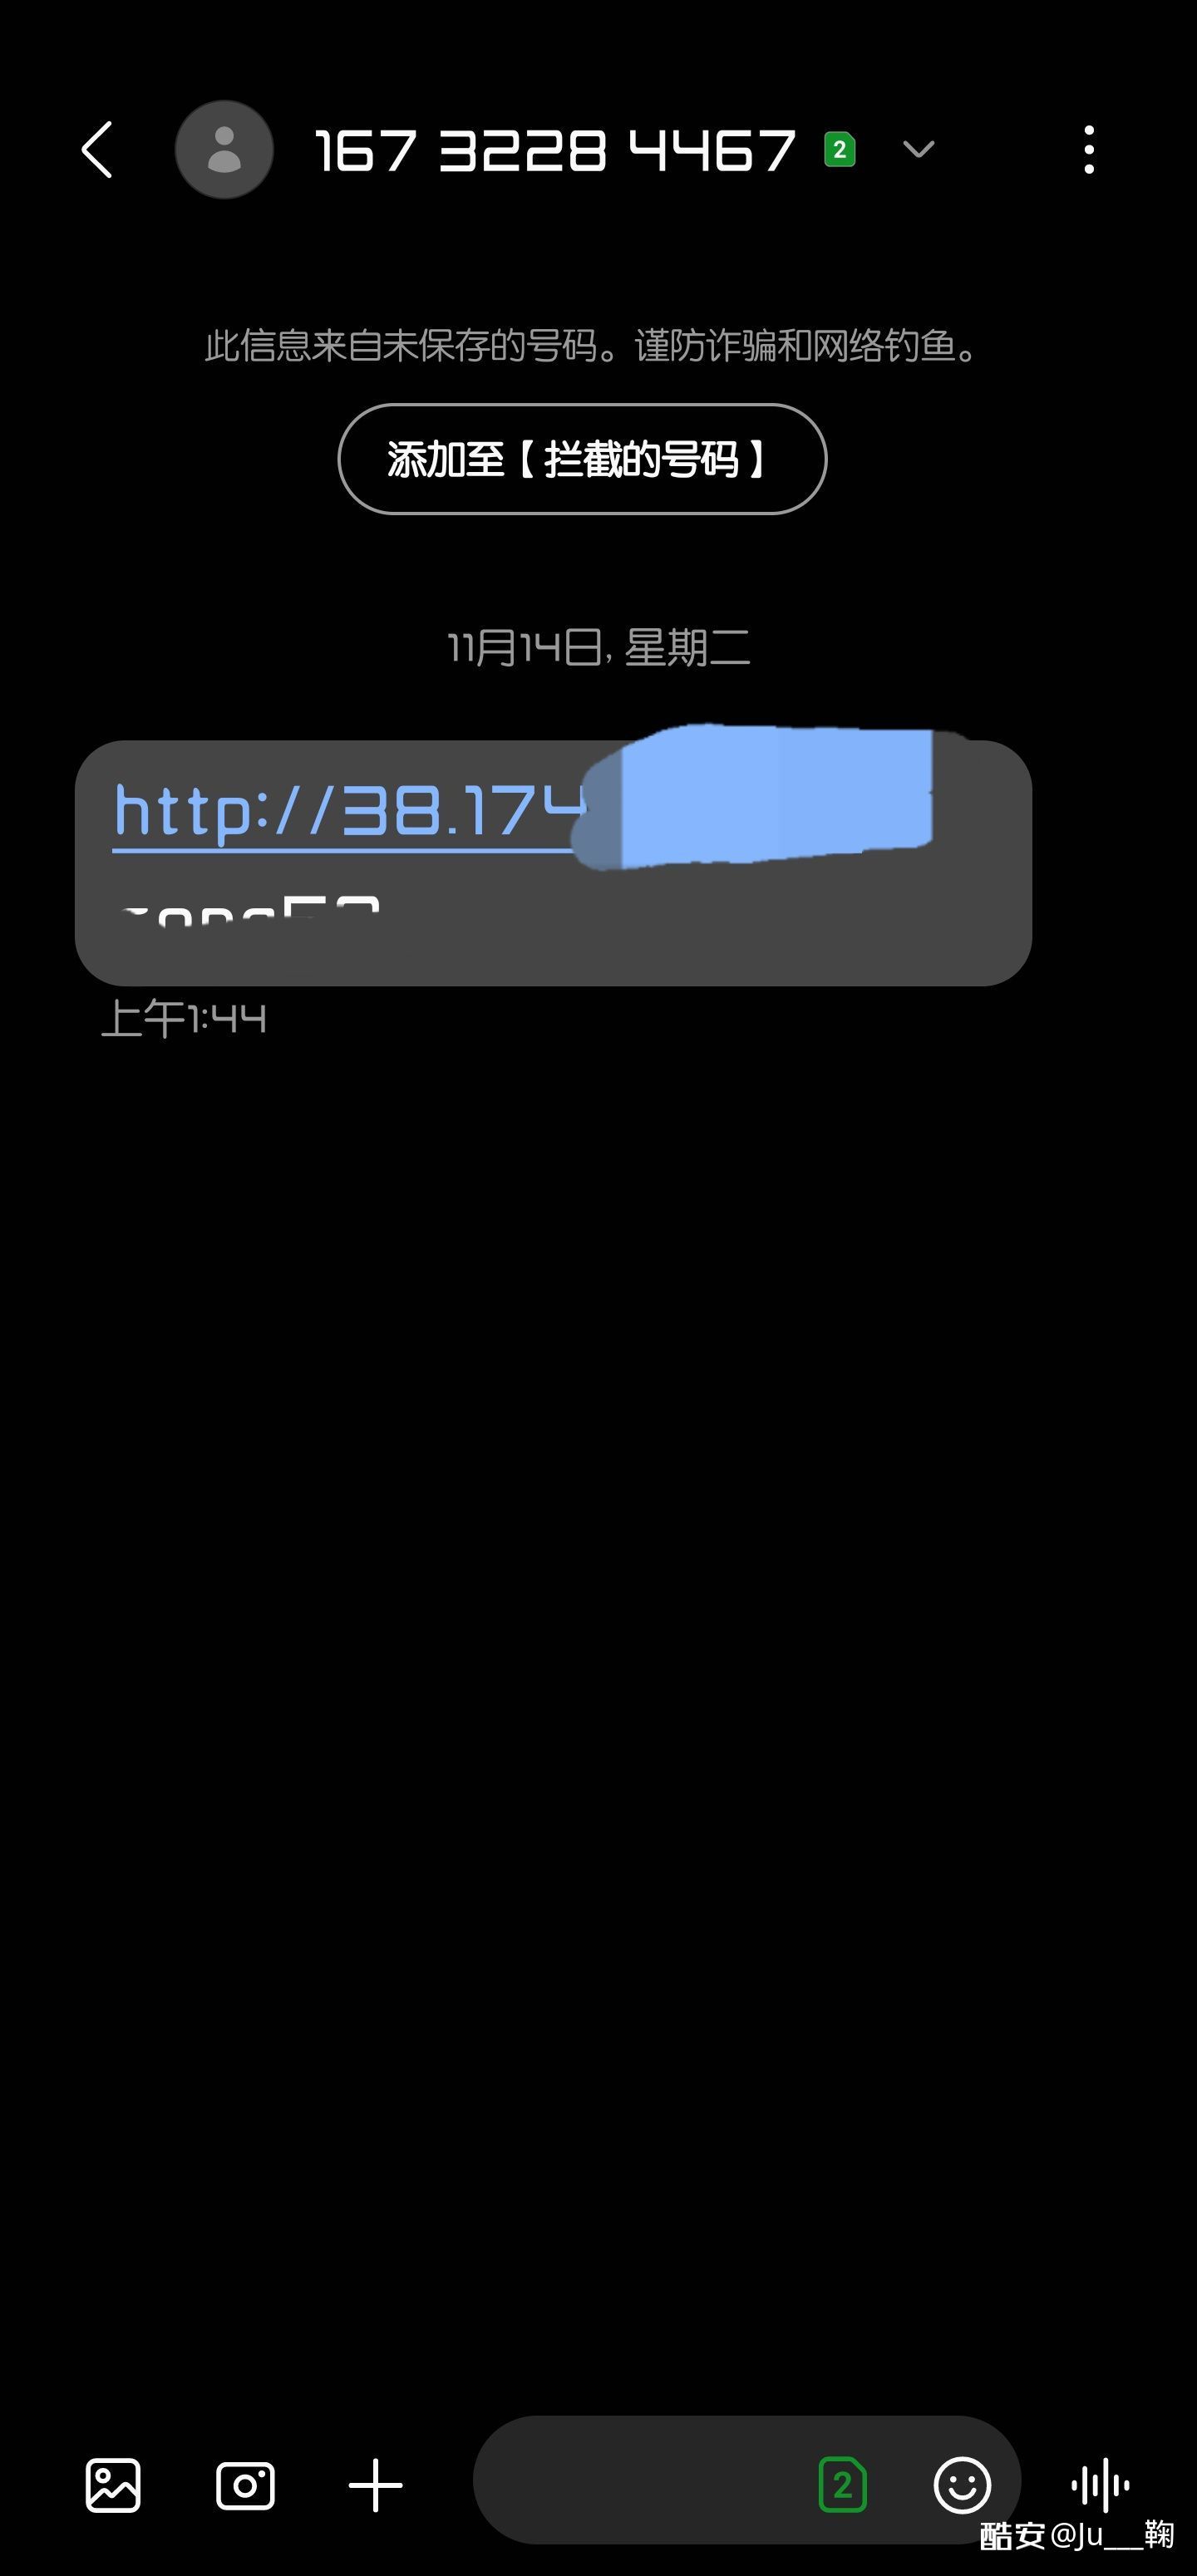 167 3228 4467 2
此信息来自未保存的号码。谨防诈骗和网络钓鱼。
添加至【拦截的号码】
11月14日, 星期二
http://38.174
上午1:44
2
酷安@Ju___鞠